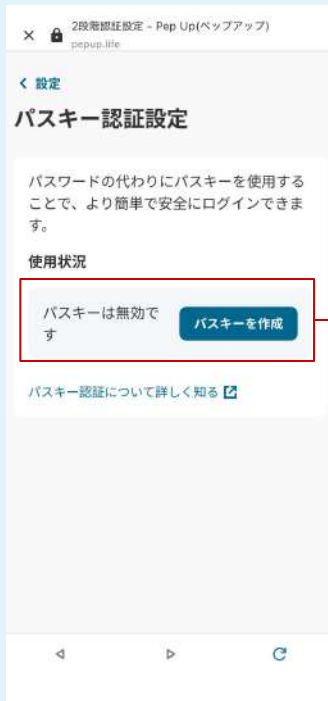 2段階認証設定 - Pep Up(ペップアップ)
pepup.life
設定
パスキー認証設定
パスワードの代わりにパスキーを使用する
ことで、より簡単で安全にログインできま
す。
使用状況
パスキーは無効で
す
パスキーを作成
パスキー認証について詳しく知る